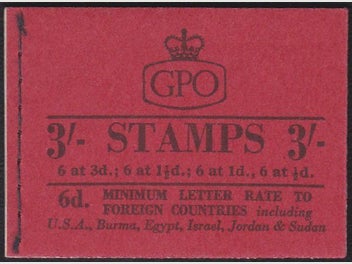 GPO
3/- STAMPS 3/-
6 at 3d.; 6 at 1½d.; 6 at 1d., 6 at ½d.
6d. MINIMUM LETTER RATE TO
FOREIGN COUNTRIES including
U.S.A., Burma, Egypt, Israel, Jordan & Sudan